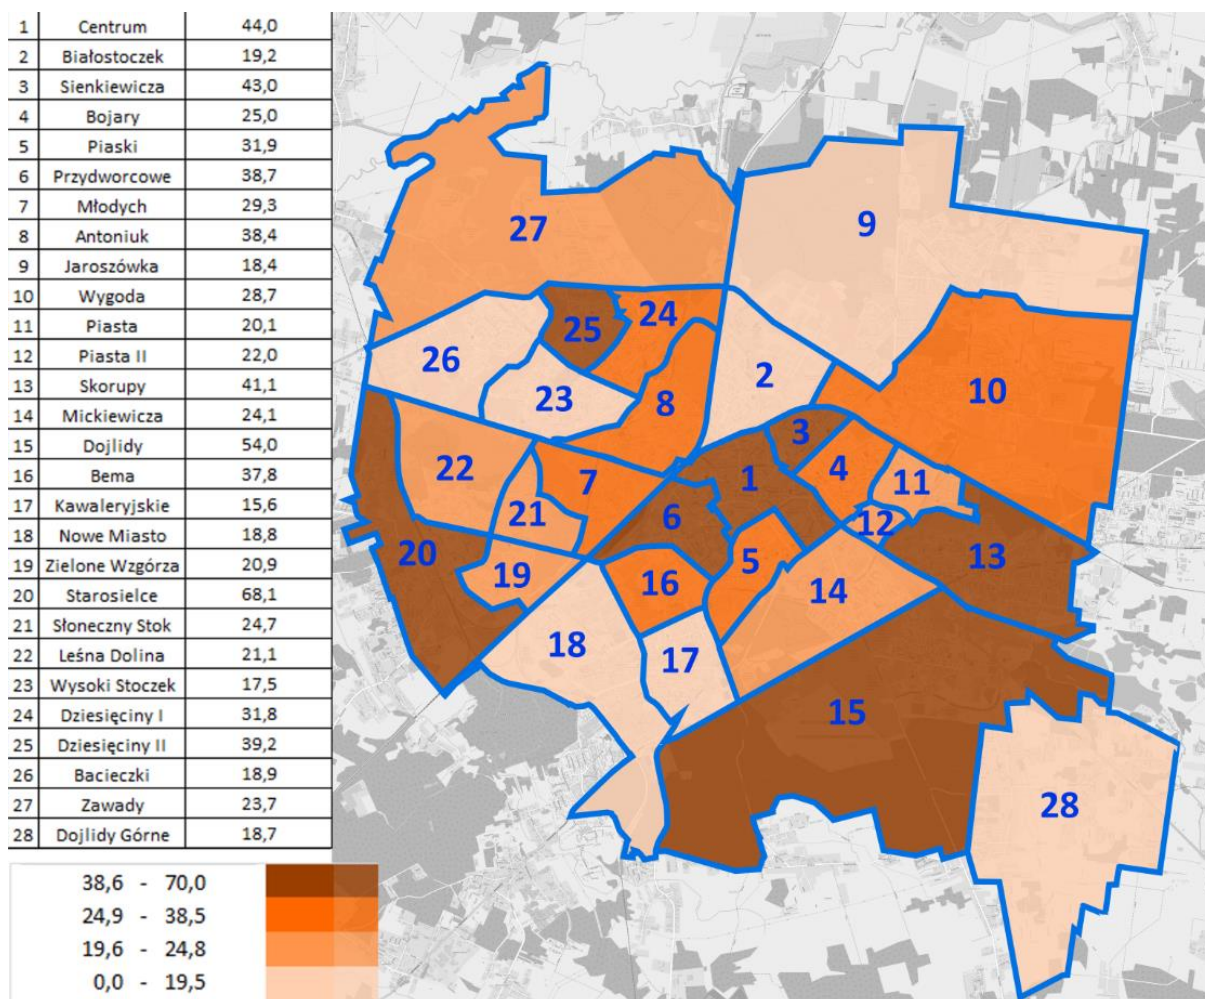 1 Centrum 44,0
2 Białostoczek 19,2
3 Sienkiewicza 43,0
4 Bojary 25,0
5 Piaski 31,9
6 Przydworcowe 38,7
7 Młodych 29,3
8 Antoniuk 38,4
9 Jaroszówka 18,4
10 Wygoda 28,7
11 Piasta 20,1
12 Piasta II 22,0
13 Skorupy 41,1
14 Mickiewicza 24,1
15 Dojlidy 54,0
16 Bema 37,8
17 Kawaleryjskie 15,6
18 Nowe Miasto 18,8
19 Zielone Wzgórza 20,9
20 Starosielce 68,1
21 Słoneczny Stok 24,7
22 Leśna Dolina 21,1
23 Wysoki Stoczek 17,5
24 Dziesięciny I 31,8
25 Dziesięciny II 39,2
26 Bacieczki 18,9
27 Zawady 23,7
28 Dojlidy Górne 18,7
38,6 - 70,0
24,9 - 38,5
19,6 - 24,8
0,0 - 19,5
27
9
24
25
26
2
10
23
8
3
22
7
1
4
11
21
6
12
20
5
13
19
16
14
18
17
15
28